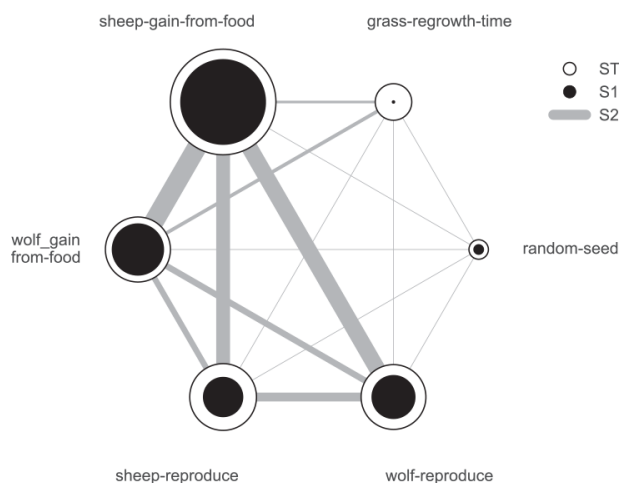 sheep-gain-from-food
grass-regrowth-time
ST
S1
S2
wolf_gain
from-food
random-seed
sheep-reproduce
wolf-reproduce